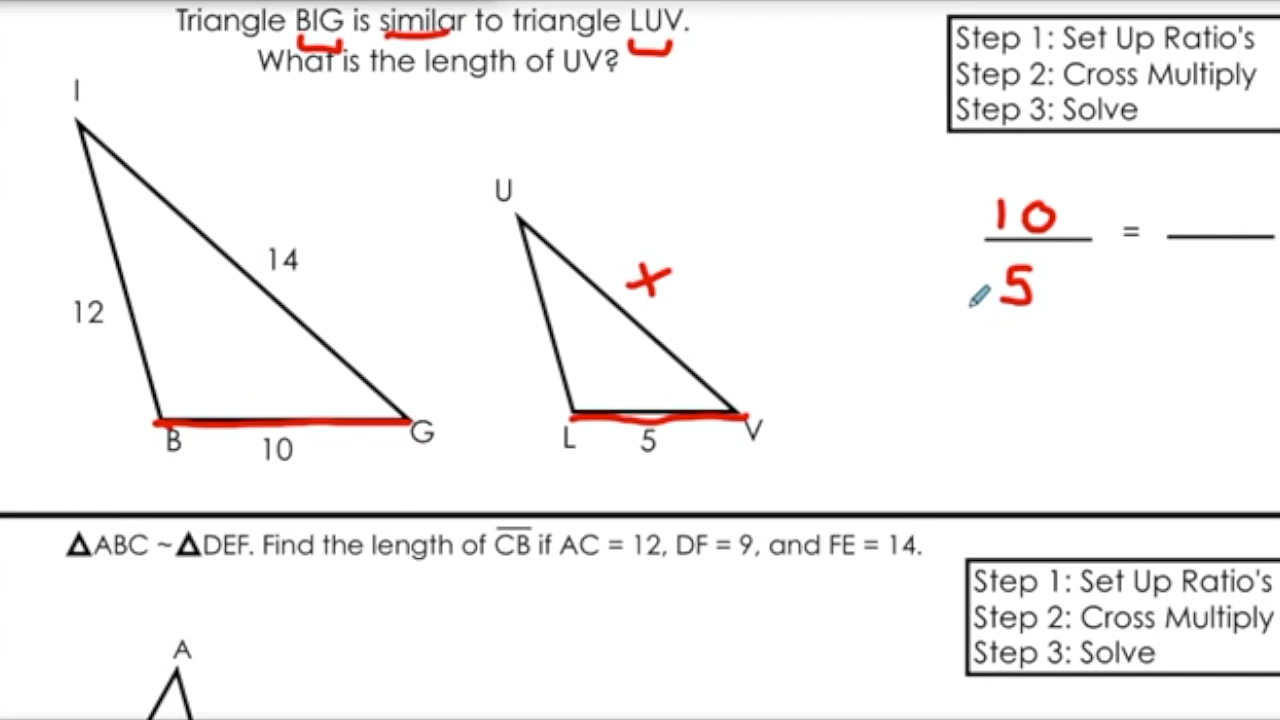 Triangle BIG is similar to triangle LUV.
What is the length of UV?
Step 1: Set Up Ratio's
Step 2: Cross Multiply
Step 3: Solve
I
U
14
12
x
B
10
G
L
5
V
10
=
5
△ABC ~ △DEF. Find the length of C̅B̅ if AC = 12, DF = 9, and FE = 14.
Step 1: Set Up Ratio's
Step 2: Cross Multiply
Step 3: Solve
A